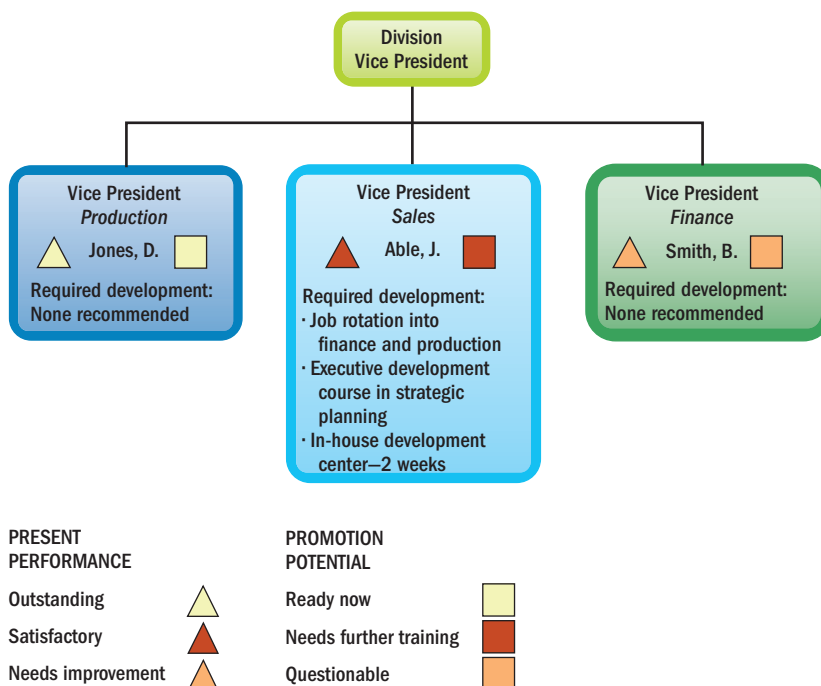 Division
Vice President
Vice President
Production
Jones, D.
Required development:
None recommended
Vice President
Sales
Able, J.
Required development:
· Job rotation into
finance and production
· Executive development
course in strategic
planning
· In-house development
center—2 weeks
Vice President
Finance
Smith, B.
Required development:
None recommended
PRESENT
PERFORMANCE
Outstanding
Satisfactory
Needs improvement
PROMOTION
POTENTIAL
Ready now
Needs further training
Questionable